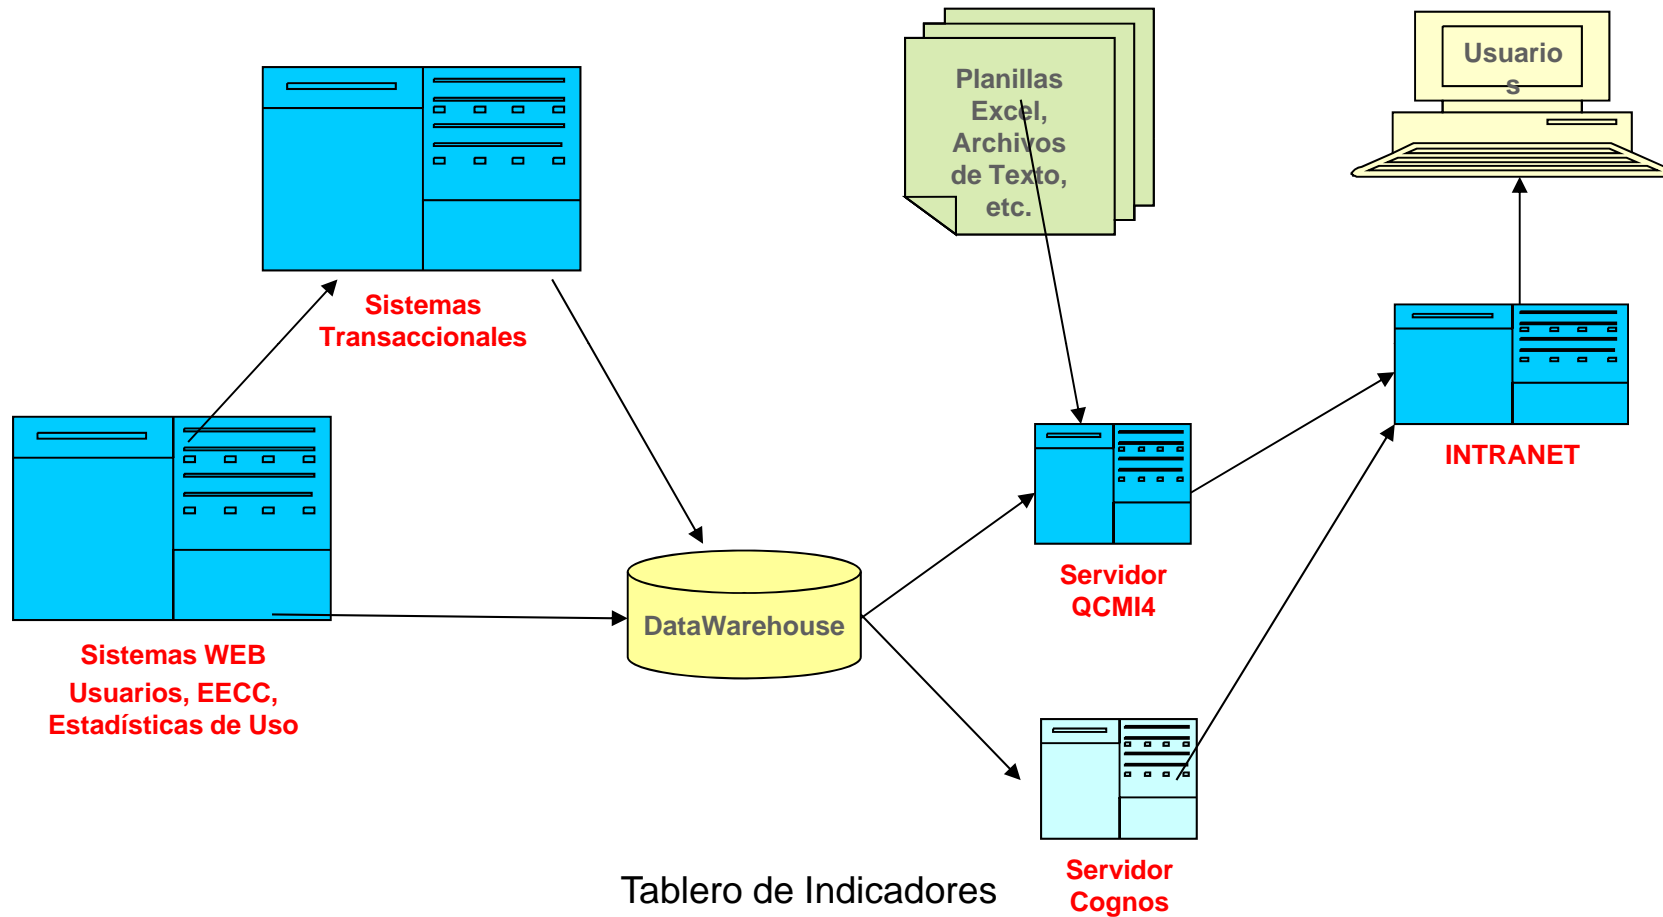 Planillas
Excel,
Archivos
de Texto,
etc.
Usuario
s
Sistemas
Transaccionales
INTRANET
Servidor
QCMI4
DataWarehouse
Sistemas WEB
Usuarios, EECC,
Estadísticas de Uso
Servidor
Cognos
Tablero de Indicadores